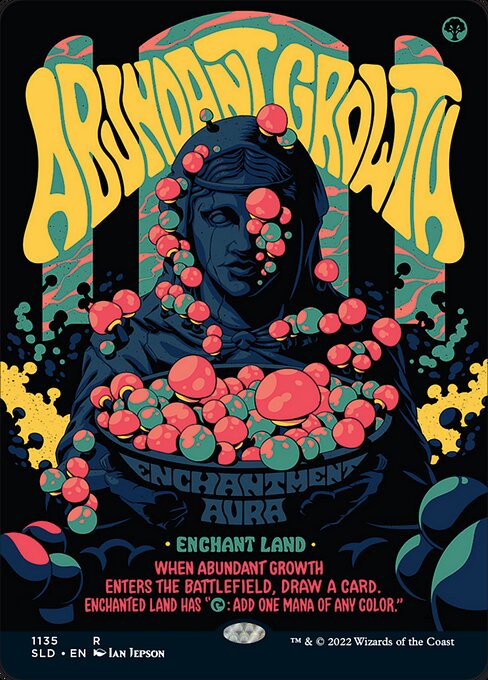 ABUNDANT GROWTH
ENCHANTMENT
AURA
• ENCHANT LAND •
WHEN ABUNDANT GROWTH
ENTERS THE BATTLEFIELD, DRAW A CARD.
ENCHANTED LAND HAS ": ADD ONE MANA OF ANY COLOR."
1135 R
SLD • EN IAN JEPSON
™ & © 2022 Wizards of the Coast